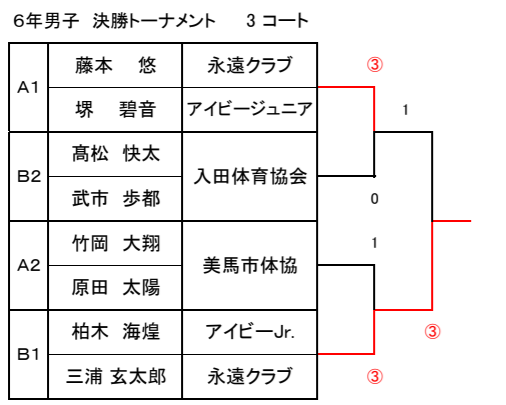 ６年男子 決勝トーナメント ３ コート
A1
藤本 悠 永遠クラブ
堺 碧音 アイビージュニア
B2
髙松 快太
武市 歩都
入田体育協会
A2
竹岡 大翔
原田 太陽
美馬市体協
B1
柏木 海煌 アイビーJr.
三浦 玄太郎 永遠クラブ
③
1
0
1
③
③